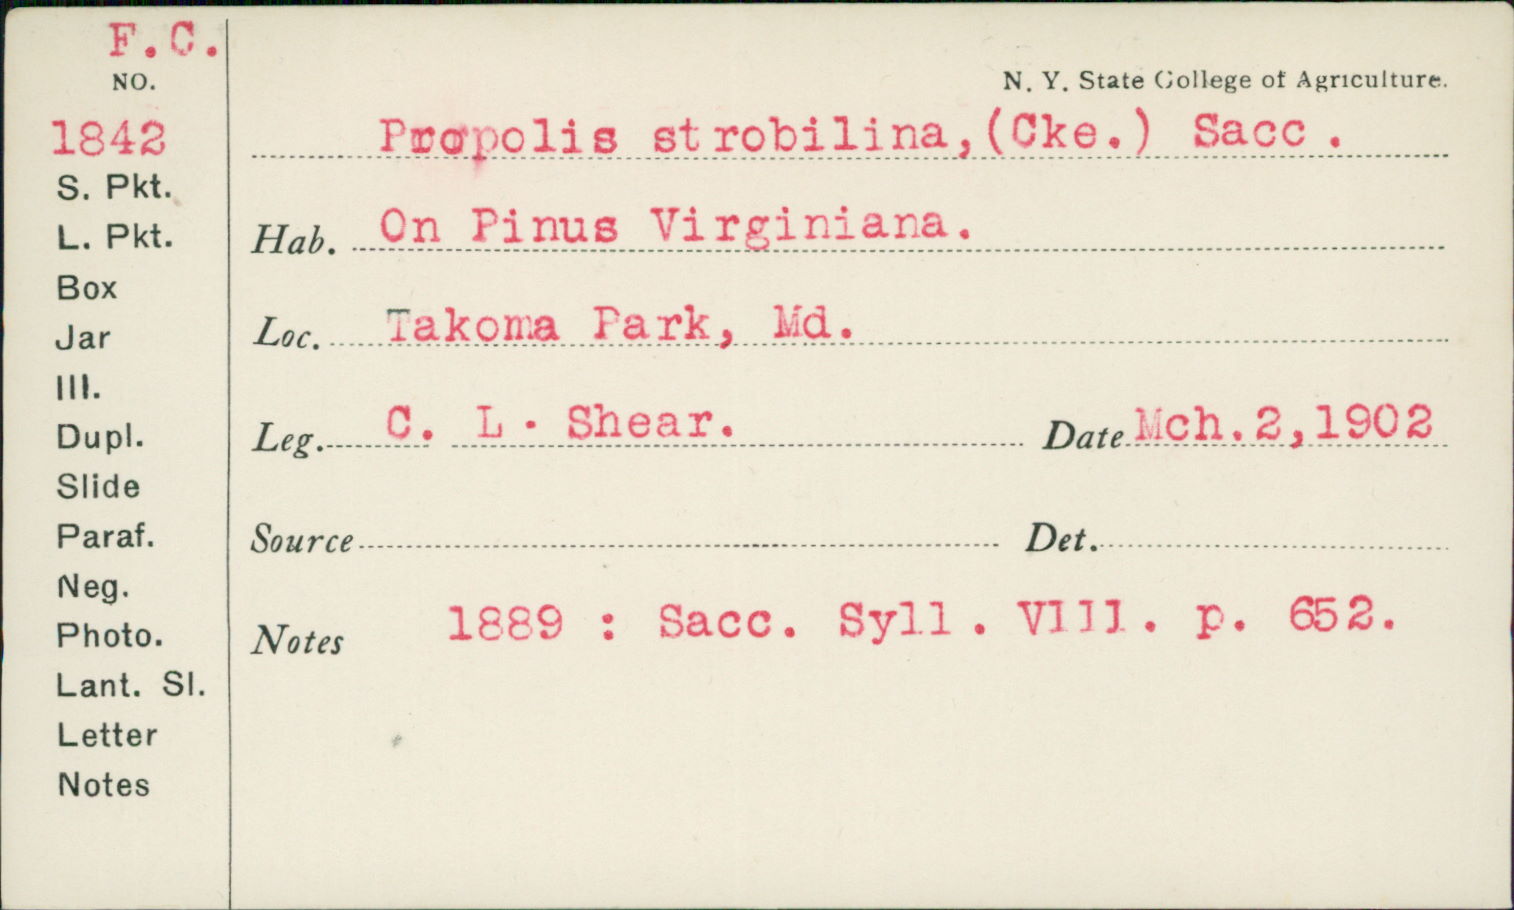 F.C.
NO.
1842
S. Pkt.
L. Pkt.
Box
Jar
Ill.
Dupl.
Slide
Paraf.
Neg.
Photo.
Lant. Sl.
Letter
Notes
N. Y. State College of Agriculture.
Propolis strobilina,(Cke.) Sacc.
Hab. On Pinus Virginiana.
Loc. Takoma Park, Md.
Leg. C. L. Shear. Date Mch.2,1902
Source Det.
Notes 1889 : Sacc. Syll. VIII. p. 652.